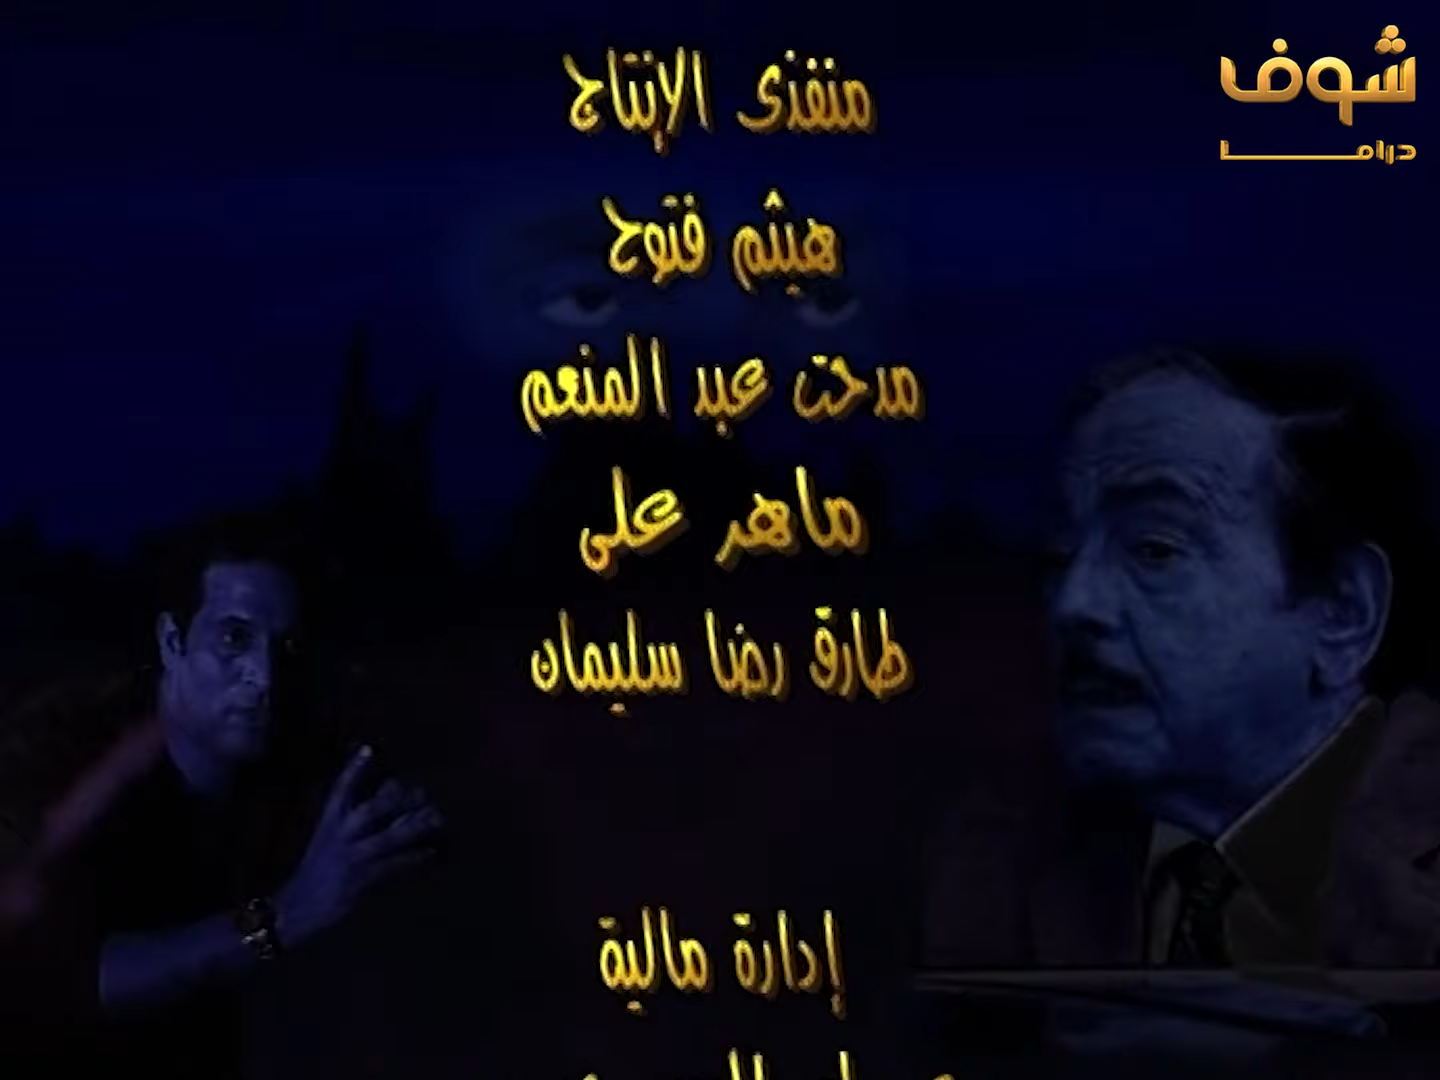 شوف
دراما
منفذى الإنتاج
هيثم فتوح
مدحت عبد المنعم
ماهر على
طارق رضا سليمان
إدارة مالية